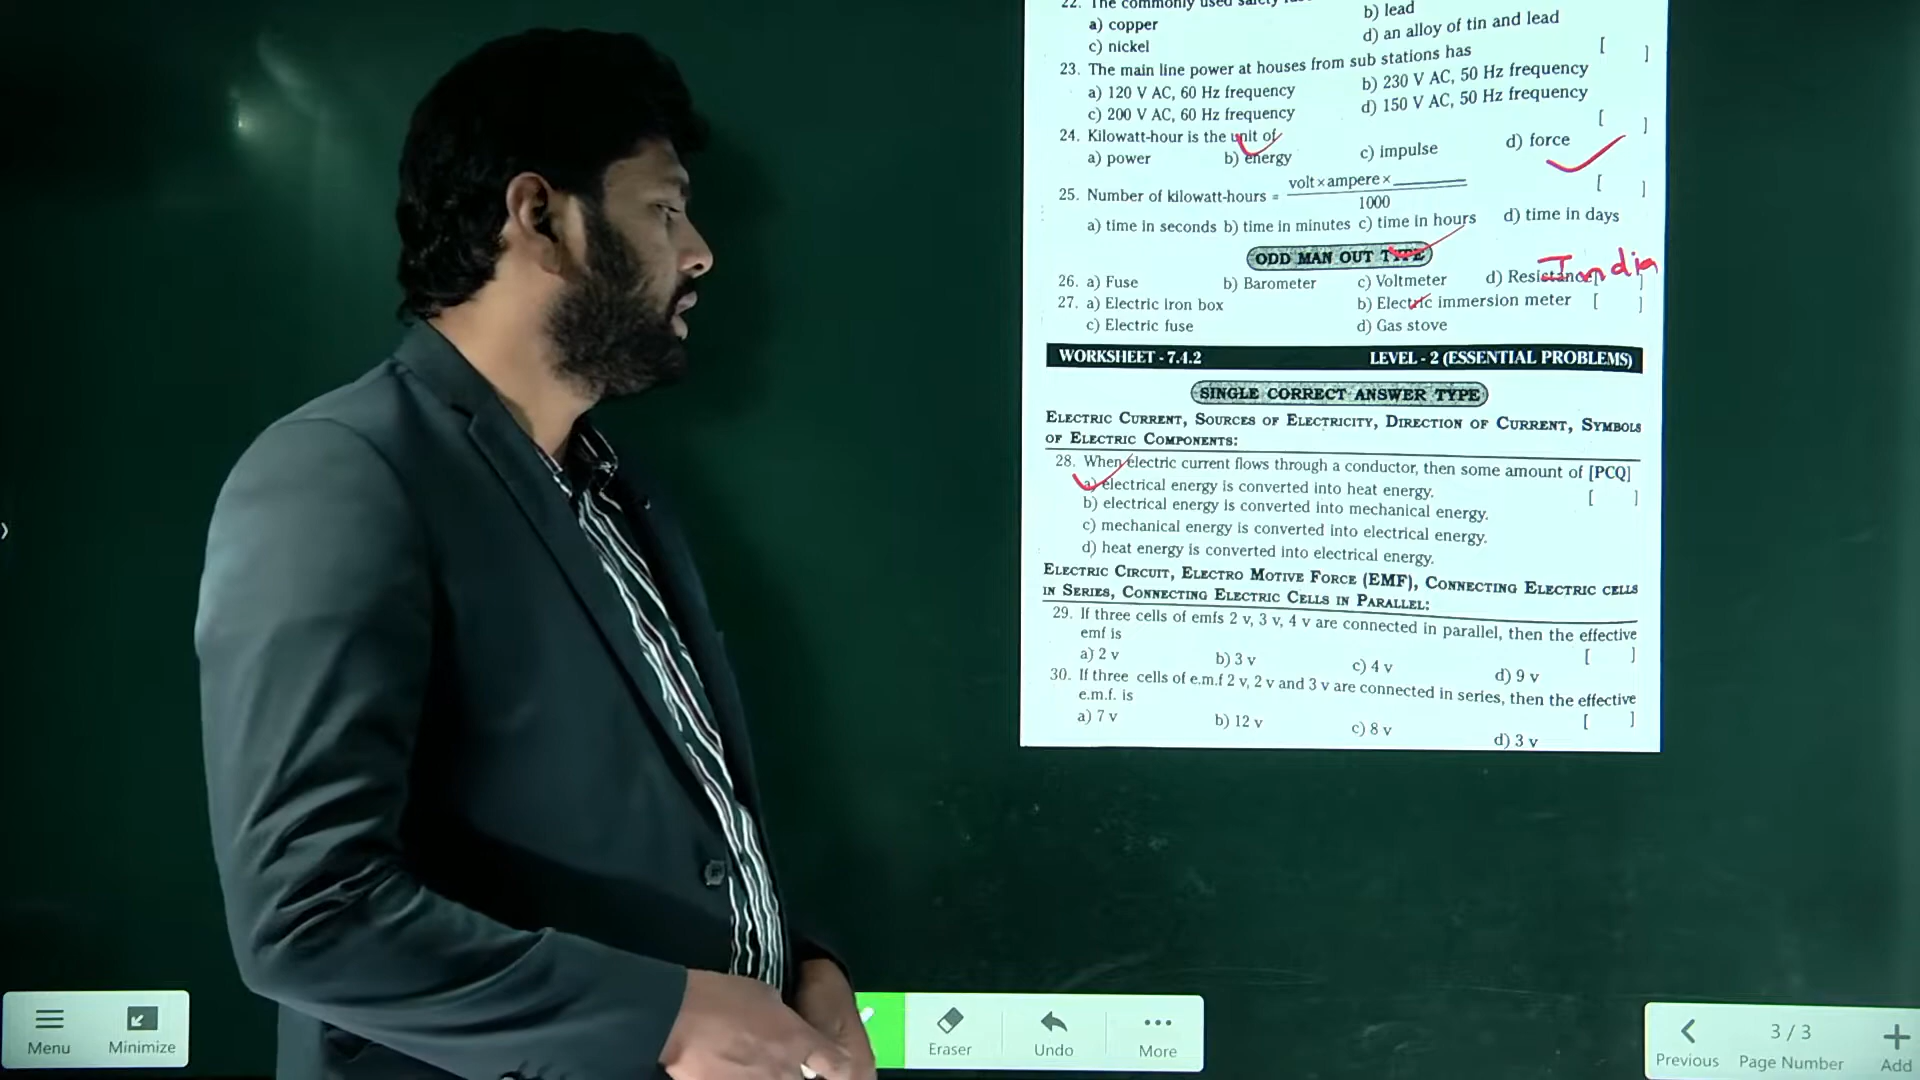 22. The commonly used safety
a) copper
b) lead
c) nickel
d) an alloy of tin and lead
[ ]
23. The main line power at houses from sub stations has
a) 120 V AC, 60 Hz frequency
b) 230 V AC, 50 Hz frequency
c) 200 V AC, 60 Hz frequency
d) 150 V AC, 50 Hz frequency
[ ]
24. Kilowatt-hour is the unit of
a) power b) energy c) impulse d) force
25. Number of kilowatt-hours = volt×ampere×______ / 1000 [ ]
a) time in seconds b) time in minutes c) time in hours d) time in days
ODD MAN OUT TYPE
India
26. a) Fuse b) Barometer c) Voltmeter d) Resistance[ ]
27. a) Electric Iron box b) Electric immersion meter [ ]
c) Electric fuse d) Gas stove
WORKSHEET - 7.4.2 LEVEL - 2 (ESSENTIAL PROBLEMS)
SINGLE CORRECT ANSWER TYPE
ELECTRIC CURRENT, SOURCES OF ELECTRICITY, DIRECTION OF CURRENT, SYMBOLS
OF ELECTRIC COMPONENTS:
28. When electric current flows through a conductor, then some amount of [PCQ]
a) electrical energy is converted into heat energy. [ ]
b) electrical energy is converted into mechanical energy.
c) mechanical energy is converted into electrical energy.
d) heat energy is converted into electrical energy.
ELECTRIC CIRCUIT, ELECTRO MOTIVE FORCE (EMF), CONNECTING ELECTRIC CELLS
IN SERIES, CONNECTING ELECTRIC CELLS IN PARALLEL:
29. If three cells of emfs 2 v, 3 v, 4 v are connected in parallel, then the effective
emf is [ ]
a) 2 v b) 3 v c) 4 v d) 9 v
30. If three cells of e.m.f 2 v, 2 v and 3 v are connected in series, then the effective
e.m.f. is [ ]
a) 7 v b) 12 v c) 8 v d) 3 v
Menu Minimize Eraser Undo More
3 / 3
Previous Page Number Add